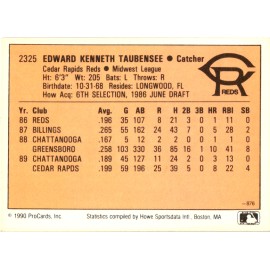 2325 EDWARD KENNETH TAUBENSEE • Catcher
Cedar Rapids Reds • Midwest League
Ht: 6'3" Wt: 205 Bats: L Throws: R
Birthdate: 10-31-68 Resides: LONGWOOD, FL
How Acq: 6TH SELECTION, 1986 JUNE DRAFT
CR
REDS
Yr. Club Avg. G AB R H 2B 3B HR RBI SB
86 REDS .196 35 107 8 21 3 0 1 11 0
87 BILLINGS .265 55 162 24 43 7 0 5 28 2
88 CHATTANOOGA .167 5 12 2 2 0 0 1 1 0
GREENSBORO .258 103 330 36 85 16 1 10 41 8
89 CHATTANOOGA .189 45 127 11 24 2 0 3 13 0
CEDAR RAPDS .199 59 196 25 39 5 0 8 22 4
—876
© 1990 ProCards, Inc Statistics compiled by Howe Sportsdata Intl., Boston, MA